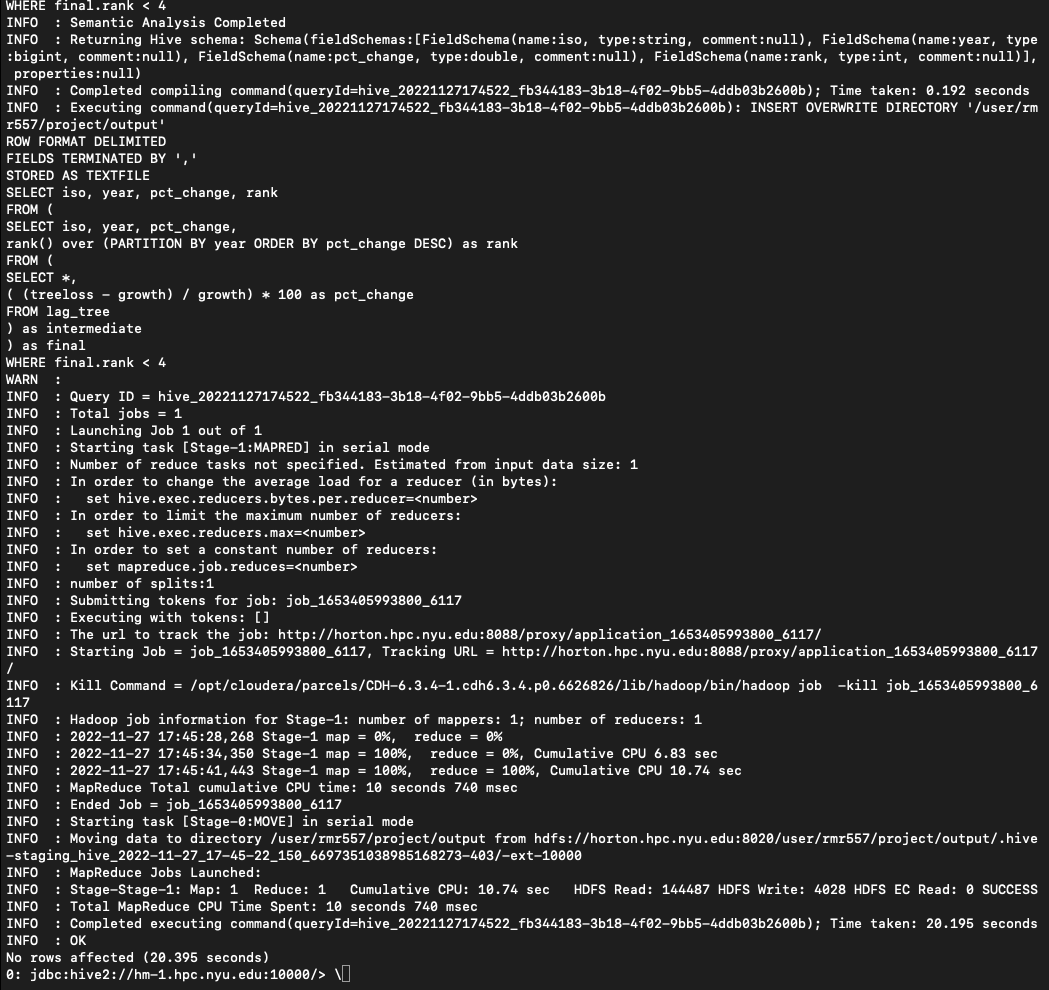 WHERE final.rank < 4
INFO  : Semantic Analysis Completed
INFO  : Returning Hive schema: Schema(fieldSchemas:[FieldSchema(name:iso, type:string, comment:null), FieldSchema(name:year, type
:bigint, comment:null), FieldSchema(name:pct_change, type:double, comment:null), FieldSchema(name:rank, type:int, comment:null)],
 properties:null)
INFO  : Completed compiling command(queryId=hive_20221127174522_fb344183-3b18-4f02-9bb5-4ddb03b2600b); Time taken: 0.192 seconds
INFO  : Executing command(queryId=hive_20221127174522_fb344183-3b18-4f02-9bb5-4ddb03b2600b): INSERT OVERWRITE DIRECTORY '/user/rm
r557/project/output'
ROW FORMAT DELIMITED
FIELDS TERMINATED BY ','
STORED AS TEXTFILE
SELECT iso, year, pct_change, rank
FROM (
SELECT iso, year, pct_change,
rank() over (PARTITION BY year ORDER BY pct_change DESC) as rank
FROM (
SELECT *,
( (treeloss - growth) / growth) * 100 as pct_change
FROM lag_tree
) as intermediate
) as final
WHERE final.rank < 4
WARN  :
INFO  : Query ID = hive_20221127174522_fb344183-3b18-4f02-9bb5-4ddb03b2600b
INFO  : Total jobs = 1
INFO  : Launching Job 1 out of 1
INFO  : Starting task [Stage-1:MAPRED] in serial mode
INFO  : Number of reduce tasks not specified. Estimated from input data size: 1
INFO  : In order to change the average load for a reducer (in bytes):
INFO  :   set hive.exec.reducers.bytes.per.reducer=<number>
INFO  : In order to limit the maximum number of reducers:
INFO  :   set hive.exec.reducers.max=<number>
INFO  : In order to set a constant number of reducers:
INFO  :   set mapreduce.job.reduces=<number>
INFO  : number of splits:1
INFO  : Submitting tokens for job: job_1653405993800_6117
INFO  : Executing with tokens: []
INFO  : The url to track the job: http://horton.hpc.nyu.edu:8088/proxy/application_1653405993800_6117/
INFO  : Starting Job = job_1653405993800_6117, Tracking URL = http://horton.hpc.nyu.edu:8088/proxy/application_1653405993800_6117
/
INFO  : Kill Command = /opt/cloudera/parcels/CDH-6.3.4-1.cdh6.3.4.p0.6626826/lib/hadoop/bin/hadoop job  -kill job_1653405993800_6
117
INFO  : Hadoop job information for Stage-1: number of mappers: 1; number of reducers: 1
INFO  : 2022-11-27 17:45:28,268 Stage-1 map = 0%,  reduce = 0%
INFO  : 2022-11-27 17:45:34,350 Stage-1 map = 100%,  reduce = 0%, Cumulative CPU 6.83 sec
INFO  : 2022-11-27 17:45:41,443 Stage-1 map = 100%,  reduce = 100%, Cumulative CPU 10.74 sec
INFO  : MapReduce Total cumulative CPU time: 10 seconds 740 msec
INFO  : Ended Job = job_1653405993800_6117
INFO  : Starting task [Stage-0:MOVE] in serial mode
INFO  : Moving data to directory /user/rmr557/project/output from hdfs://horton.hpc.nyu.edu:8020/user/rmr557/project/output/.hive
-staging_hive_2022-11-27_17-45-22_150_6697351038985168273-403/-ext-10000
INFO  : MapReduce Jobs Launched:
INFO  : Stage-Stage-1: Map: 1  Reduce: 1   Cumulative CPU: 10.74 sec   HDFS Read: 144487 HDFS Write: 4028 HDFS EC Read: 0 SUCCESS
INFO  : Total MapReduce CPU Time Spent: 10 seconds 740 msec
INFO  : Completed executing command(queryId=hive_20221127174522_fb344183-3b18-4f02-9bb5-4ddb03b2600b); Time taken: 20.195 seconds
INFO  : OK
No rows affected (20.395 seconds)
0: jdbc:hive2://hm-1.hpc.nyu.edu:10000/> \